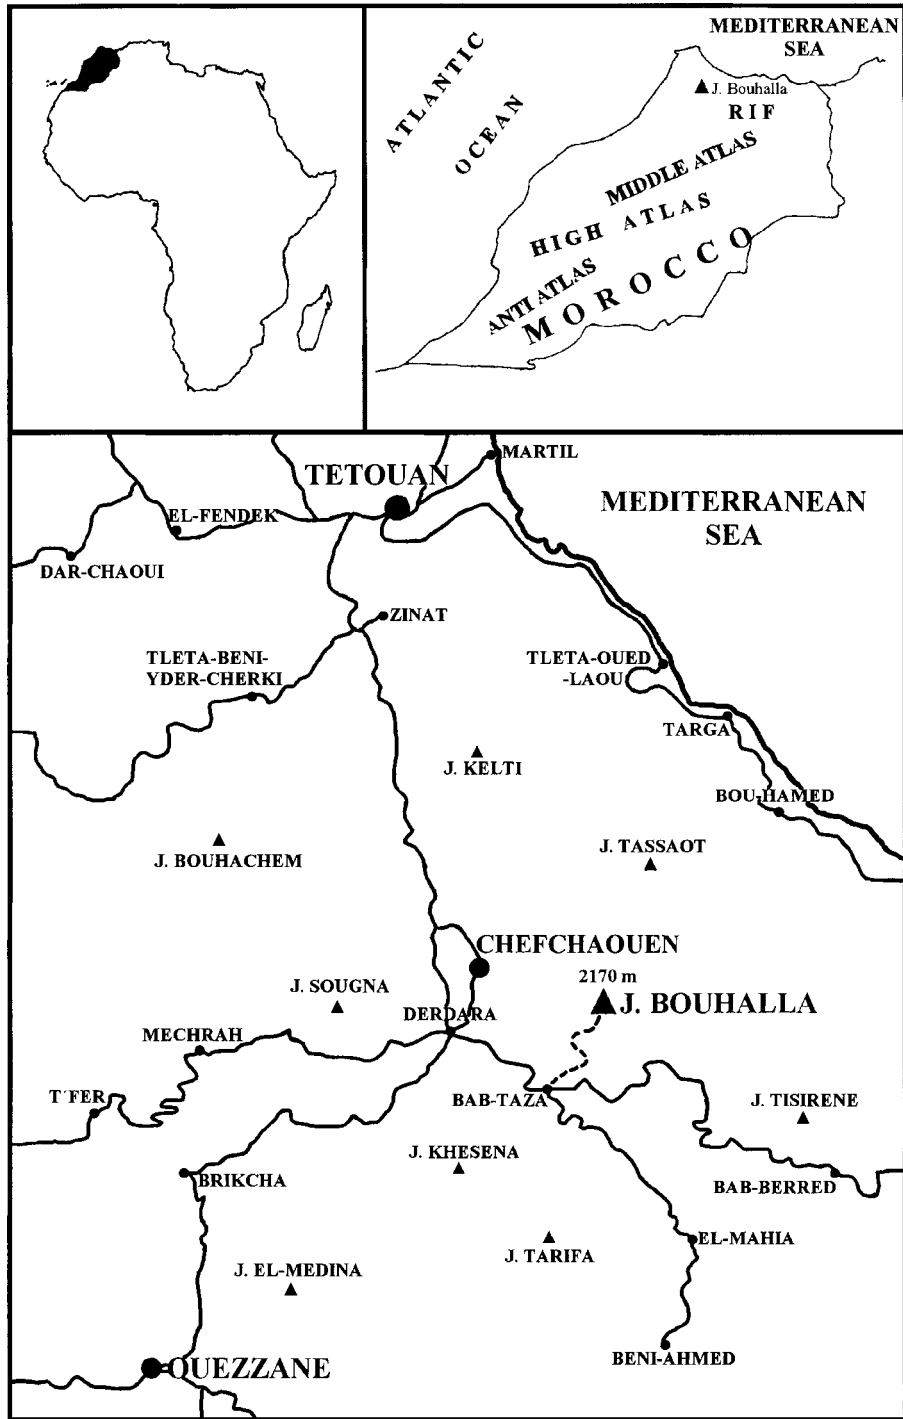 MEDITERRANEAN
SEA
ATLANTIC
OCEAN
J. Bouhalla
RIF
MIDDLE ATLAS
HIGH ATLAS
ANTI ATLAS
MOROCCO
MARTIL
TETOUAN
MEDITERRANEAN
SEA
EL-FENDEK
DAR-CHAOUI
ZINAT
TLETA-BENI-
YDER-CHERKI
TLETA-OUED
-LAOU
TARGA
J. KELTI
BOU-HAMED
J. BOUHACHEM
J. TASSAOT
CHEFCHAOUEN
2170 m
J. SOUGNA
J. BOUHALLA
DERDARA
MECHRAH
T´FER
BAB-TAZA
J. TISIRENE
J. KHESENA
BRIKCHA
BAB-BERRED
EL-MAHIA
J. TARIFA
J. EL-MEDINA
BENI-AHMED
OUEZZANE